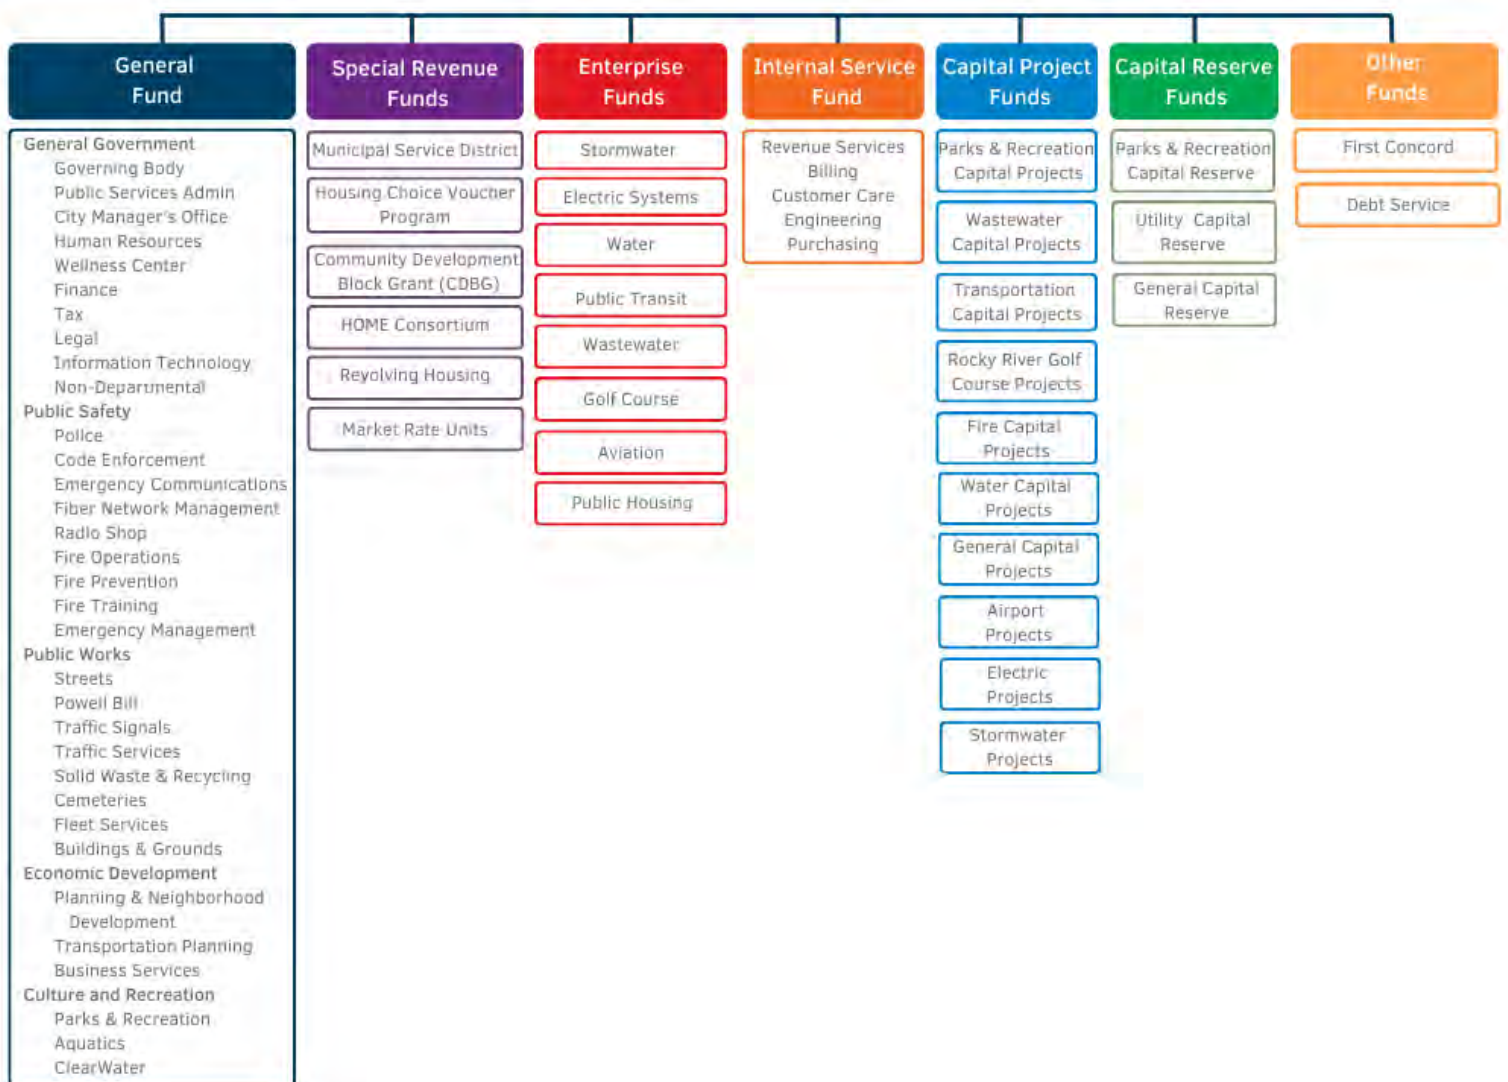 General
Fund
General Government
Governing Body
Public Services Admin
City Manager's Office
Human Resources
Wellness Center
Finance
Tax
Legal
Information Technology
Non-Departmental
Public Safety
Police
Code Enforcement
Emergency Communications
Fiber Network Management
Radio Shop
Fire Operations
Fire Prevention
Fire Training
Emergency Management
Public Works
Streets
Powell Bill
Traffic Signals
Traffic Services
Solid Waste & Recycling
Cemeteries
Fleet Services
Buildings & Grounds
Economic Development
Planning & Neighborhood
Development
Transportation Planning
Business Services
Culture and Recreation
Parks & Recreation
Aquatics
ClearWater
Special Revenue
Funds
Municipal Service District
Housing Choice Voucher
Program
Community Development
Block Grant (CDBG)
HOME Consortium
Revolving Housing
Market Rate Units
Enterprise
Funds
Stormwater
Electric Systems
Water
Public Transit
Wastewater
Golf Course
Aviation
Public Housing
Internal Service
Fund
Revenue Services
Billing
Customer Care
Engineering
Purchasing
Capital Project
Funds
Parks & Recreation
Capital Projects
Wastewater
Capital Projects
Transportation
Capital Projects
Rocky River Golf
Course Projects
Fire Capital
Projects
Water Capital
Projects
General Capital
Projects
Airport
Projects
Electric
Projects
Stormwater
Projects
Capital Reserve
Funds
Parks & Recreation
Capital Reserve
Utility Capital
Reserve
General Capital
Reserve
Other
Funds
First Concord
Debt Service